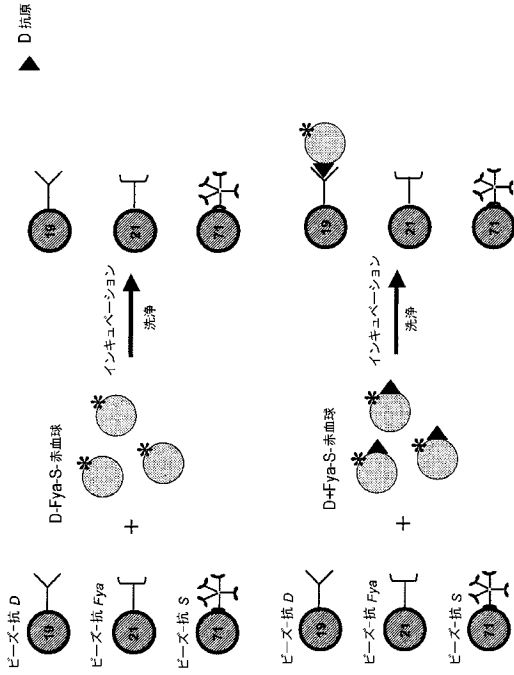 D 抗原
ビーズ-抗 D
19
ビーズ-抗 Fya
21
ビーズ-抗 S
71
+
D-Fya-S-赤血球
*
*
*
インキュベーション
洗浄
19
21
71
ビーズ-抗 D
19
ビーズ-抗 Fya
21
ビーズ-抗 S
71
+
D+Fya-S-赤血球
*
*
*
インキュベーション
洗浄
*
19
21
71